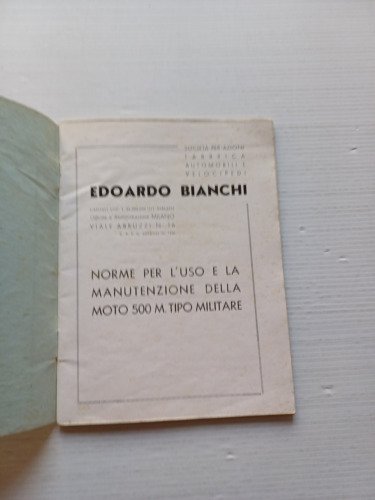 SOCIETÀ PER AZIONI
FABBRICA
AUTOMOBILI E
VELOCIPEDI
EDOARDO BIANCHI
MILANO
VIALE ABRUZZI N. 16
NORME PER L'USO E LA
MANUTENZIONE DELLA
MOTO 500 M. TIPO MILITARE